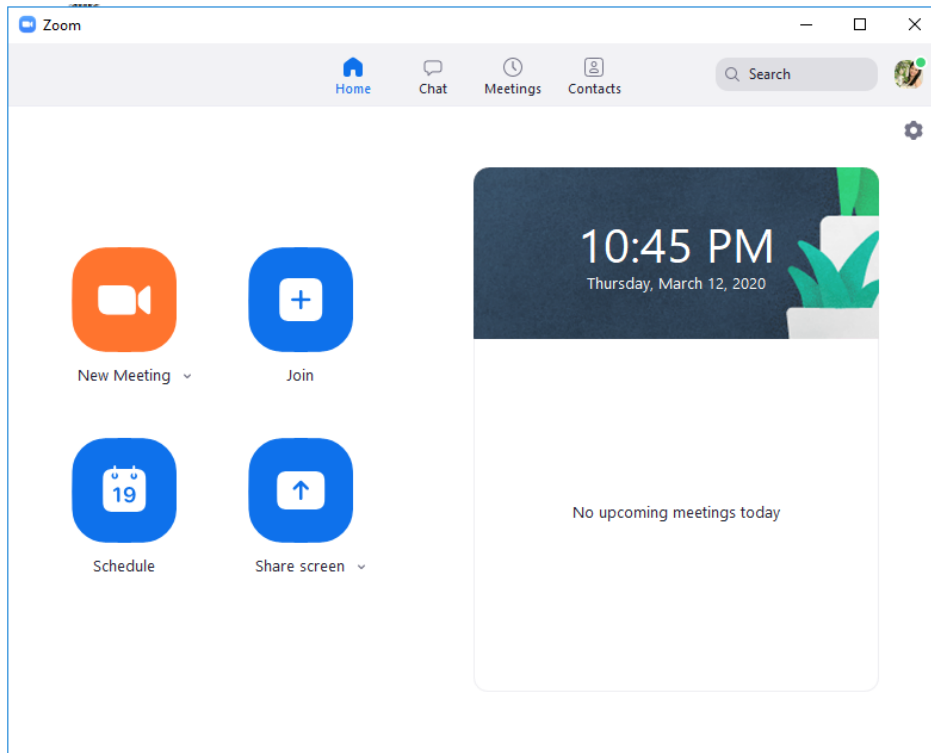 Zoom
Home Chat Meetings Contacts Search
10:45 PM
Thursday, March 12, 2020
New Meeting Join
19
Schedule Share screen
No upcoming meetings today